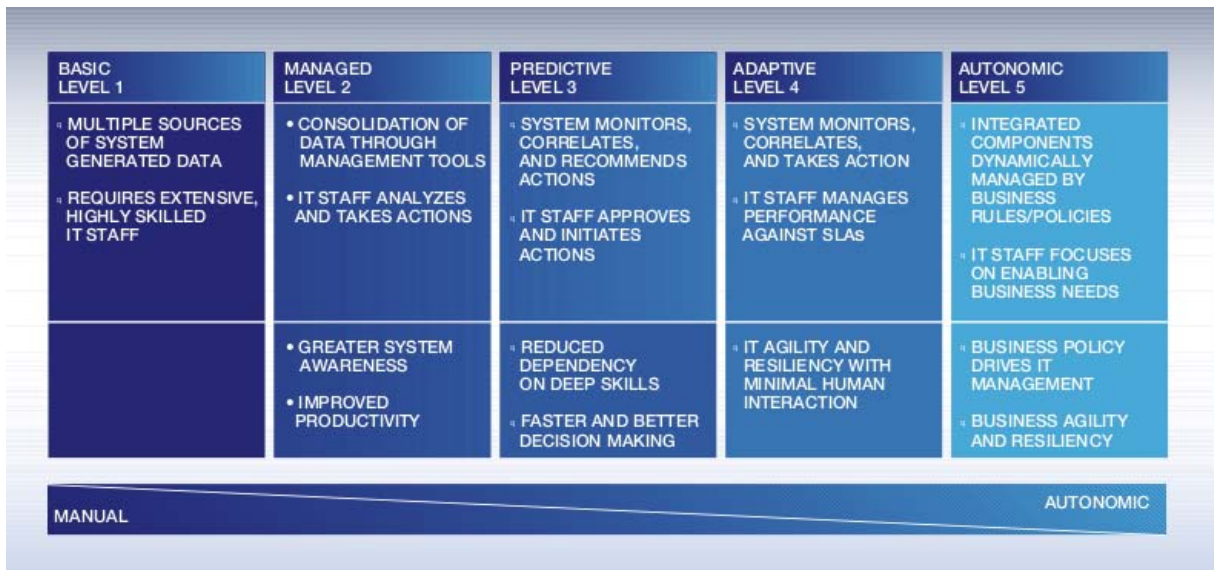 BASIC
LEVEL 1
MULTIPLE SOURCES
OF SYSTEM
GENERATED DATA
REQUIRES EXTENSIVE,
HIGHLY SKILLED
IT STAFF
MANAGED
LEVEL 2
• CONSOLIDATION OF
DATA THROUGH
MANAGEMENT TOOLS
• IT STAFF ANALYZES
AND TAKES ACTIONS
• GREATER SYSTEM
AWARENESS
• IMPROVED
PRODUCTIVITY
PREDICTIVE
LEVEL 3
SYSTEM MONITORS,
CORRELATES,
AND RECOMMENDS
ACTIONS
IT STAFF APPROVES
AND INITIATES
ACTIONS
REDUCED
DEPENDENCY
ON DEEP SKILLS
FASTER AND BETTER
DECISION MAKING
ADAPTIVE
LEVEL 4
SYSTEM MONITORS,
CORRELATES,
AND TAKES ACTION
IT STAFF MANAGES
PERFORMANCE
AGAINST SLAs
IT AGILITY AND
RESILIENCY WITH
MINIMAL HUMAN
INTERACTION
AUTONOMIC
LEVEL 5
INTEGRATED
COMPONENTS
DYNAMICALLY
MANAGED BY
BUSINESS
RULES/POLICIES
IT STAFF FOCUSES
ON ENABLING
BUSINESS NEEDS
BUSINESS POLICY
DRIVES IT
MANAGEMENT
BUSINESS AGILITY
AND RESILIENCY
MANUAL
AUTONOMIC